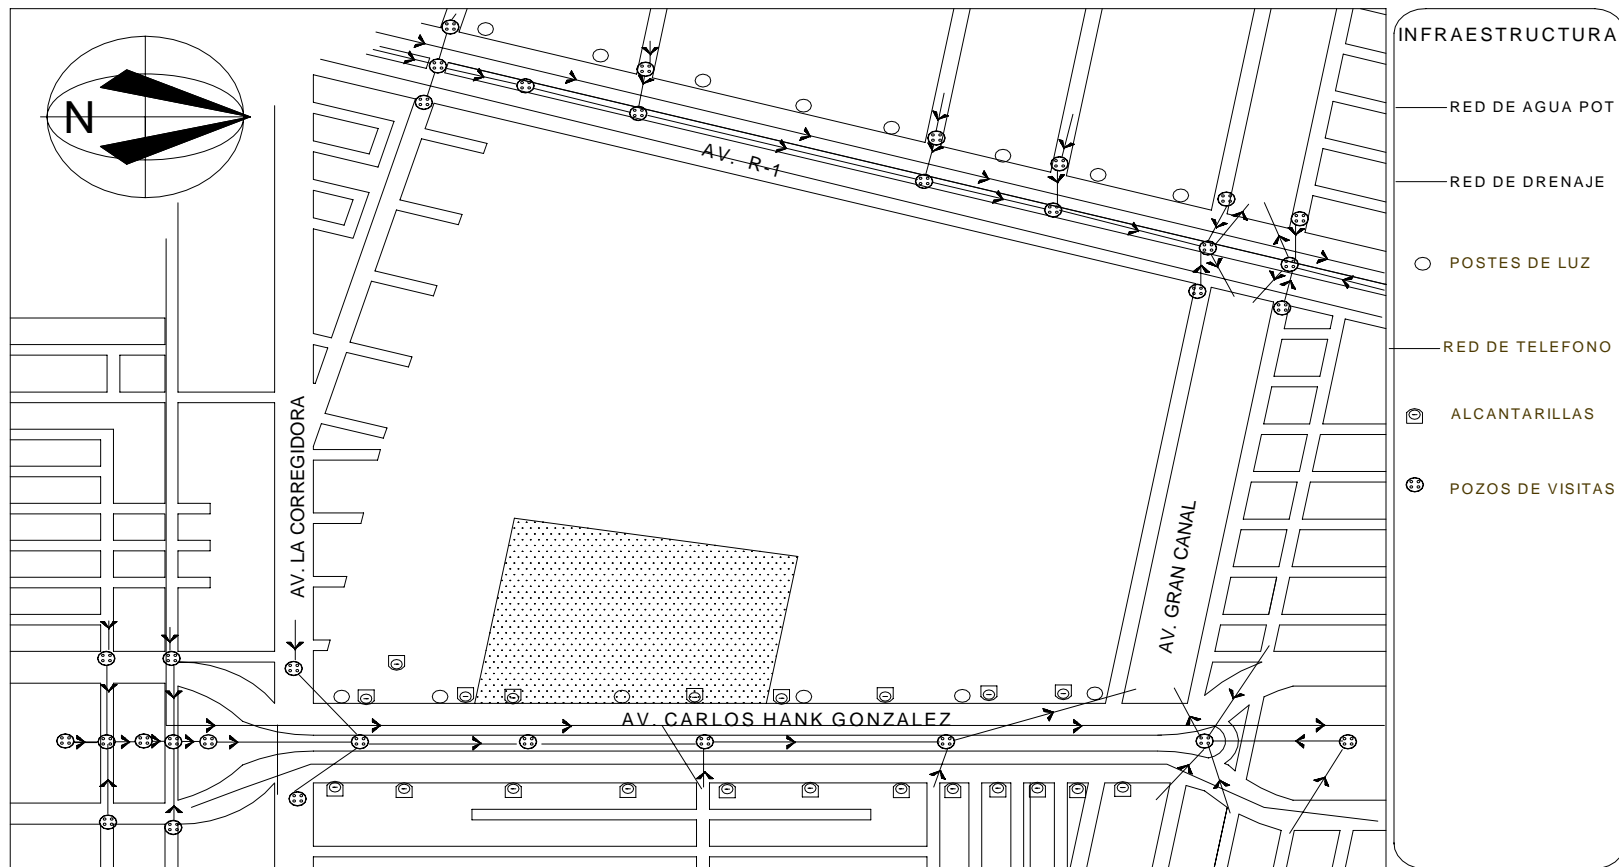 N
AV. R-1
AV. LA CORREGIDORA
AV. GRAN CANAL
AV. CARLOS HANK GONZALEZ
INFRAESTRUCTURA
RED DE AGUA POT
RED DE DRENAJE
POSTES DE LUZ
RED DE TELEFONO
ALCANTARILLAS
POZOS DE VISITAS